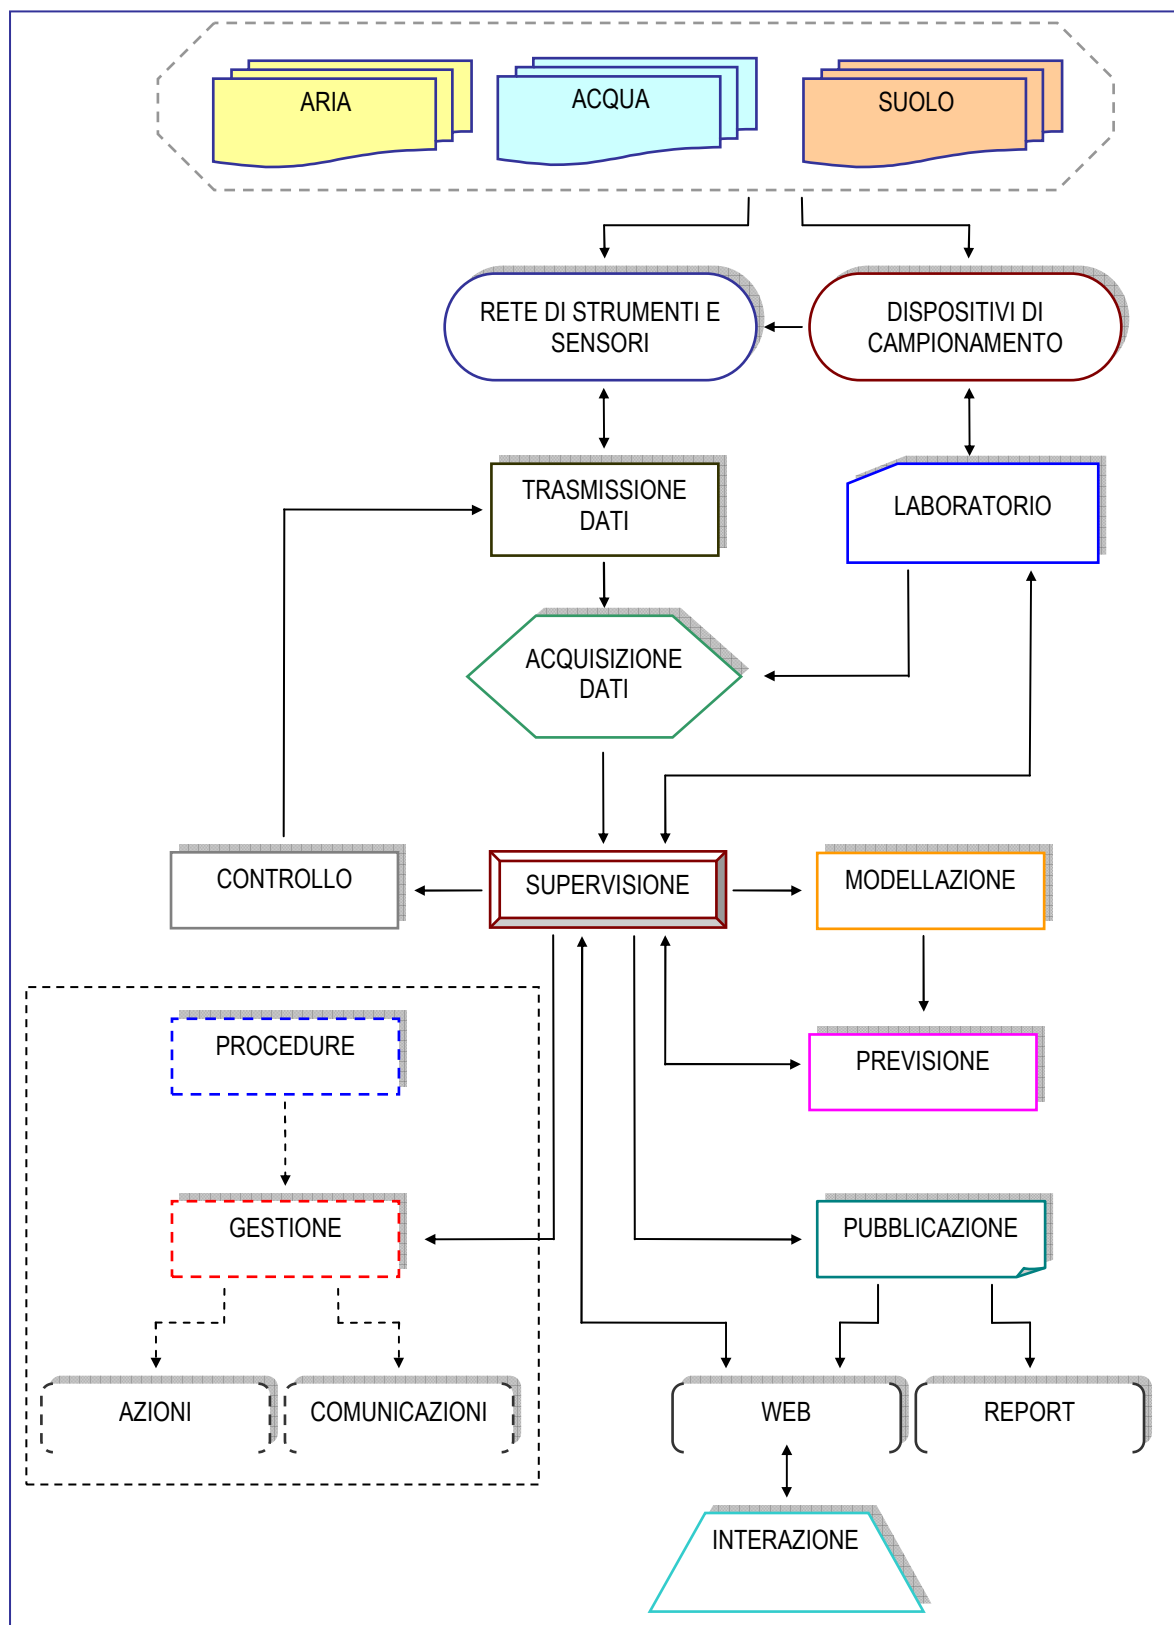 ARIA
ACQUA
SUOLO
RETE DI STRUMENTI E
SENSORI
DISPOSITIVI DI
CAMPIONAMENTO
TRASMISSIONE
DATI
LABORATORIO
ACQUISIZIONE
DATI
CONTROLLO
SUPERVISIONE
MODELLAZIONE
PROCEDURE
PREVISIONE
GESTIONE
PUBBLICAZIONE
AZIONI
COMUNICAZIONI
WEB
REPORT
INTERAZIONE